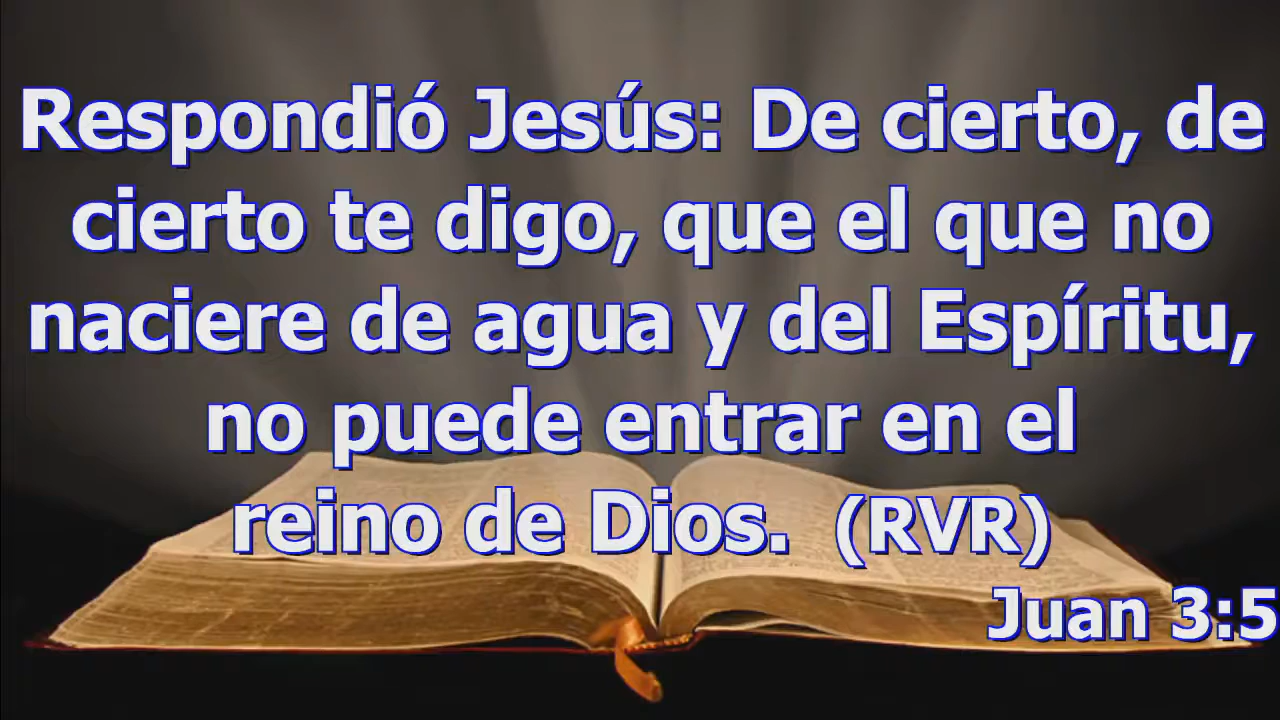 Respondió Jesús: De cierto, de
cierto te digo, que el que no
naciere de agua y del Espíritu,
no puede entrar en el
reino de Dios. (RVR)
Juan 3:5